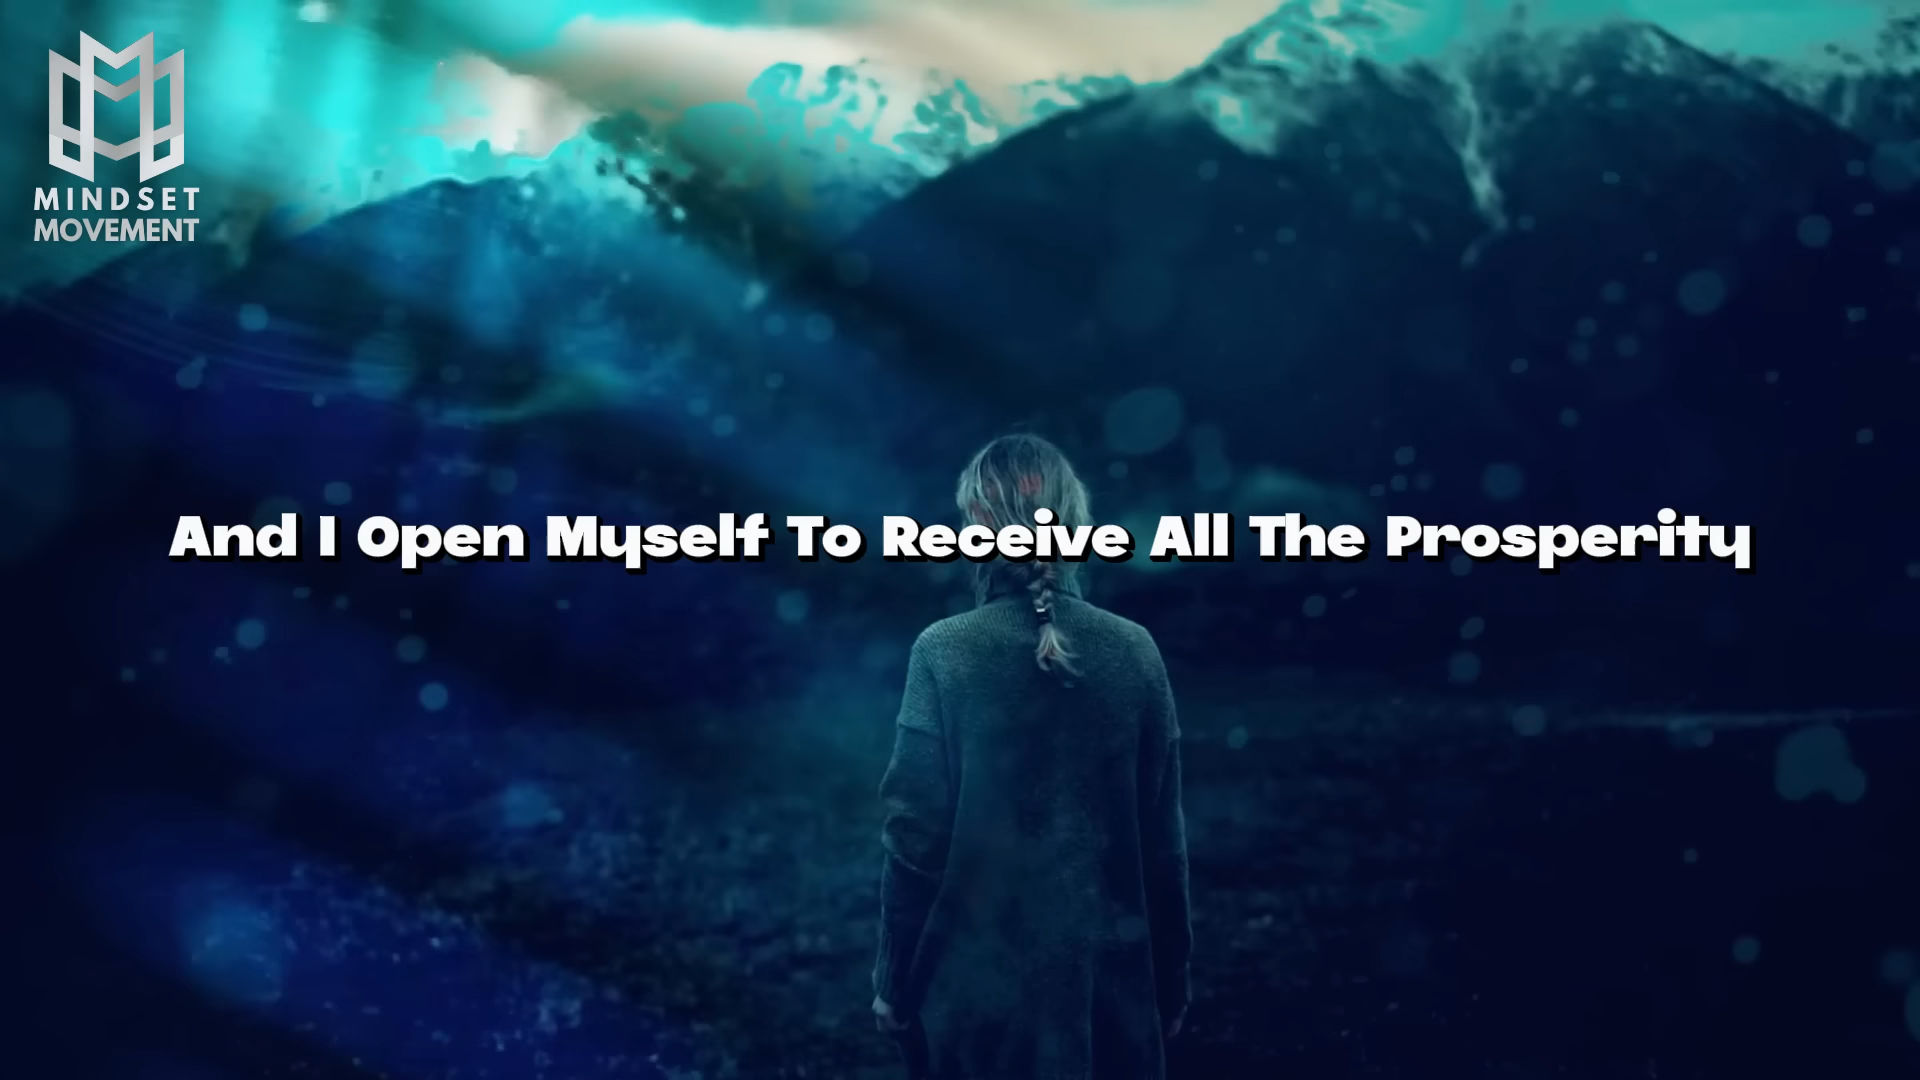 MINDSET
MOVEMENT
And I Open Myself To Receive All The Prosperity